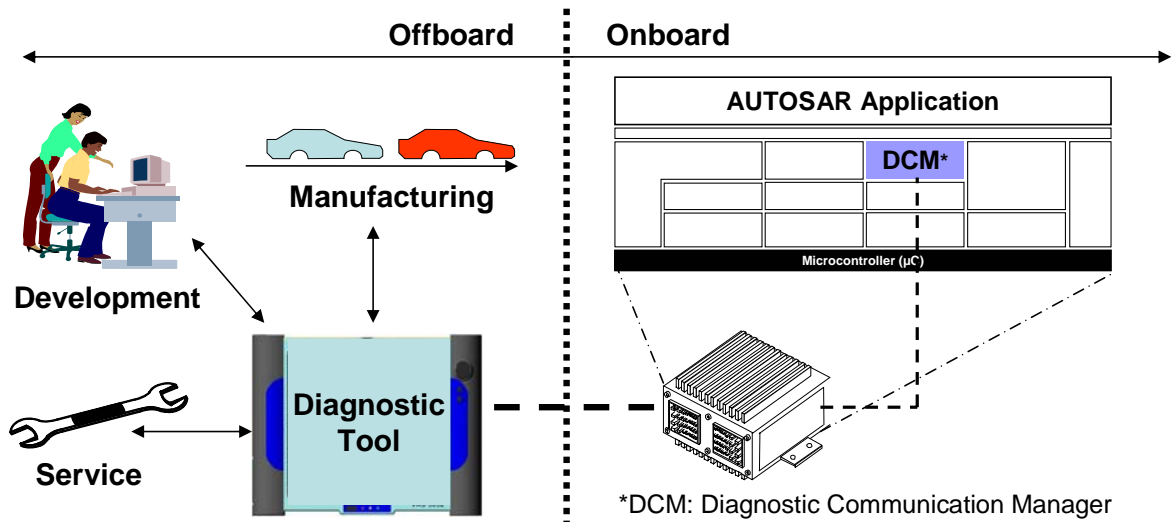 Offboard
Onboard
AUTOSAR Application
DCM*
Manufacturing
Microcontroller (µC)
Development
Diagnostic
Tool
Service
*DCM: Diagnostic Communication Manager